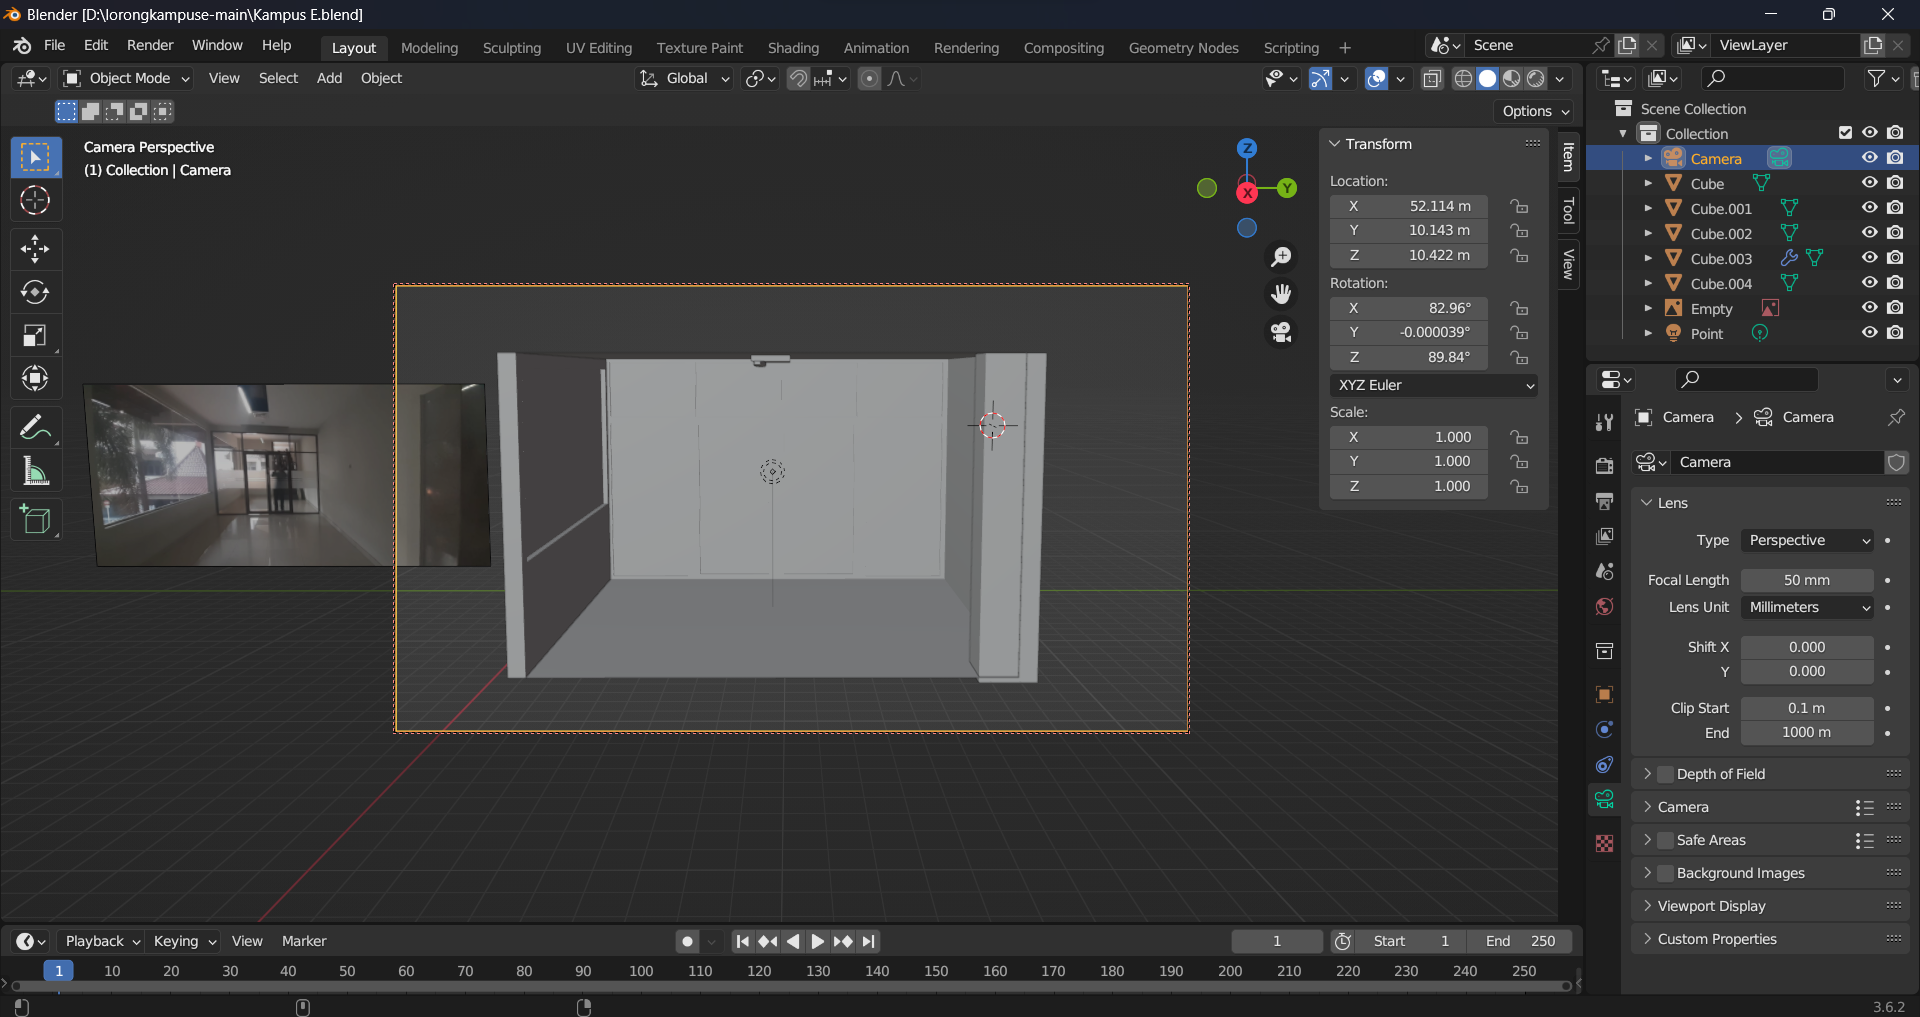 Blender [D:\lorongkampuse-main\Kampus E.blend]
File Edit Render Window Help Layout Modeling Sculpting UV Editing Texture Paint Shading Animation Rendering Compositing Geometry Nodes Scripting + Scene ViewLayer
Object Mode View Select Add Object Global
Options
Camera Perspective
(1) Collection | Camera
Z
Y
X
Transform
Location:
X 52.114 m
Y 10.143 m
Z 10.422 m
Rotation:
X 82.96°
Y -0.000039°
Z 89.84°
XYZ Euler
Scale:
X 1.000
Y 1.000
Z 1.000
Item
Tool
View
Scene Collection
Collection
Camera
Cube
Cube.001
Cube.002
Cube.003
Cube.004
Empty
Point
Camera > Camera
Camera
Lens
Type Perspective
Focal Length 50 mm
Lens Unit Millimeters
Shift X 0.000
Y 0.000
Clip Start 0.1 m
End 1000 m
Depth of Field
Camera
Safe Areas
Background Images
Viewport Display
Custom Properties
Playback Keying View Marker 1 Start 1 End 250
1 10 20 30 40 50 60 70 80 90 100 110 120 130 140 150 160 170 180 190 200 210 220 230 240 250
3.6.2